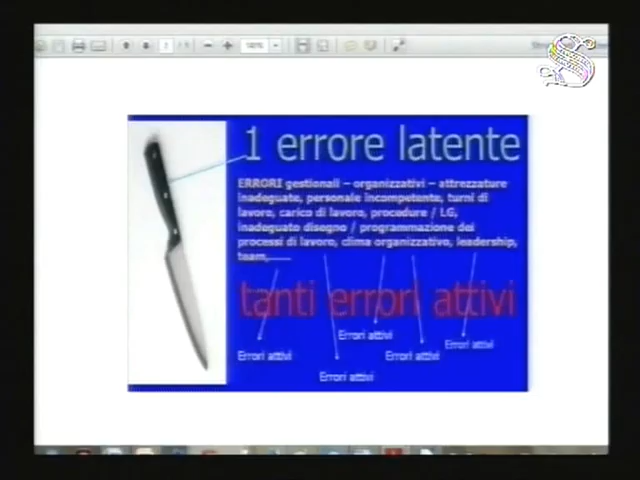 1 errore latente
ERRORI gestionali – organizzativi – attrezzature
inadeguate, personale incompetente, turni di
lavoro, carico di lavoro, procedure / LG,
inadeguato disegno / programmazione dei
processi di lavoro, clima organizzativo, leadership,
team,.....
tanti errori attivi
Errori attivi
Errori attivi
Errori attivi
Errori attivi
Errori attivi